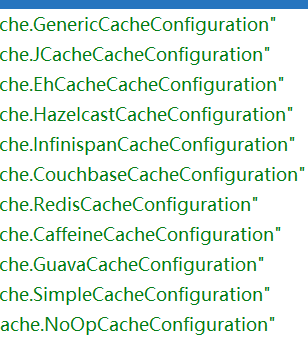 che.GenericCacheConfiguration"
che.JCacheCacheConfiguration"
che.EhCacheCacheConfiguration"
che.HazelcastCacheConfiguration"
che.InfinispanCacheConfiguration"
che.CouchbaseCacheConfiguration"
che.RedisCacheConfiguration"
che.CaffeineCacheConfiguration"
che.GuavaCacheConfiguration"
che.SimpleCacheConfiguration"
ache.NoOpCacheConfiguration"